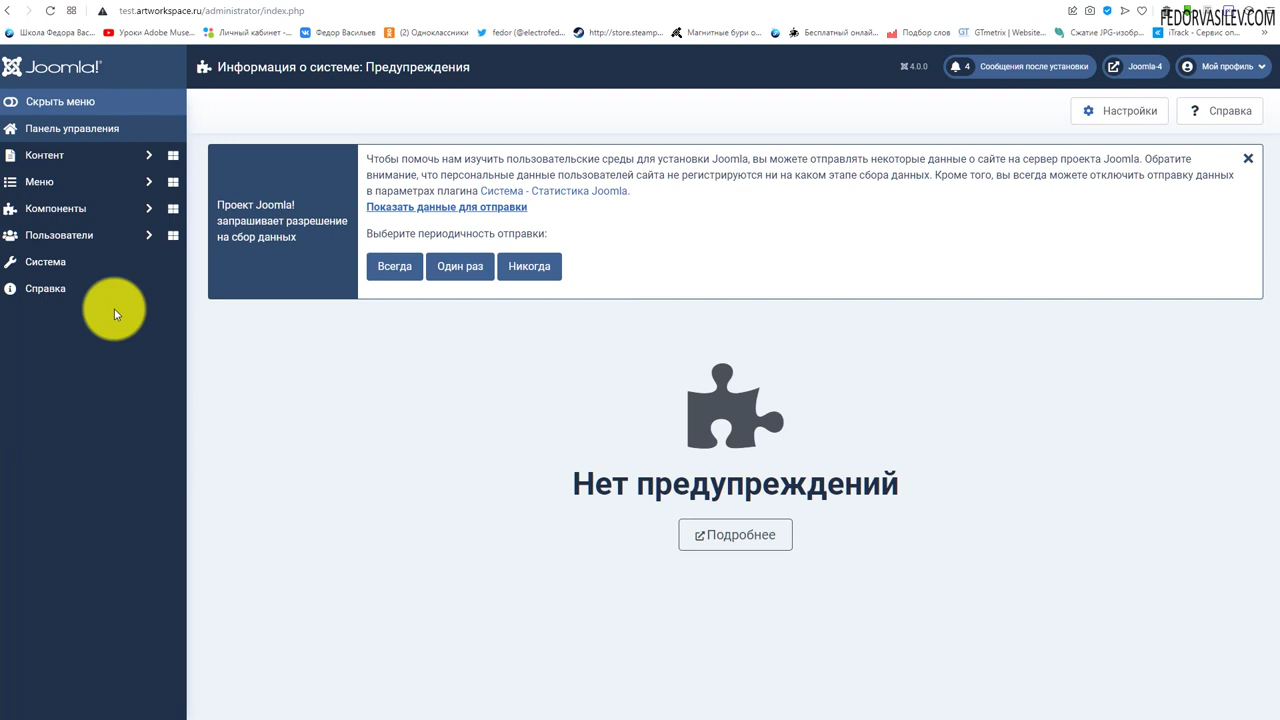 test.artworkspace.ru/administrator/index.php
FEDORVASILEV.COM
Школа Федора Вас...
Уроки Adobe Muse...
Личный кабинет -...
Федор Васильев
(2) Одноклассники
fedor (@electrofed...
http://store.steamp...
Магнитные бури о...
Бесплатный онлай...
Подбор слов
GTmetrix | Website...
Сжатие JPG-изобр...
iTrack - Сервис оп...
Joomla!
Информация о системе: Предупреждения
4.0.0
4
Сообщения после установки
Joomla-4
Мой профиль
Скрыть меню
Панель управления
Контент
Меню
Компоненты
Пользователи
Система
Справка
Настройки
? Справка
Проект Joomla!
запрашивает разрешение
на сбор данных
Чтобы помочь нам изучить пользовательские среды для установки Joomla, вы можете отправлять некоторые данные о сайте на сервер проекта Joomla. Обратите
внимание, что персональные данные пользователей сайта не регистрируются ни на каком этапе сбора данных. Кроме того, вы всегда можете отключить отправку данных
в параметрах плагина Система - Статистика Joomla.
Показать данные для отправки
Выберите периодичность отправки:
Всегда
Один раз
Никогда
Нет предупреждений
Подробнее